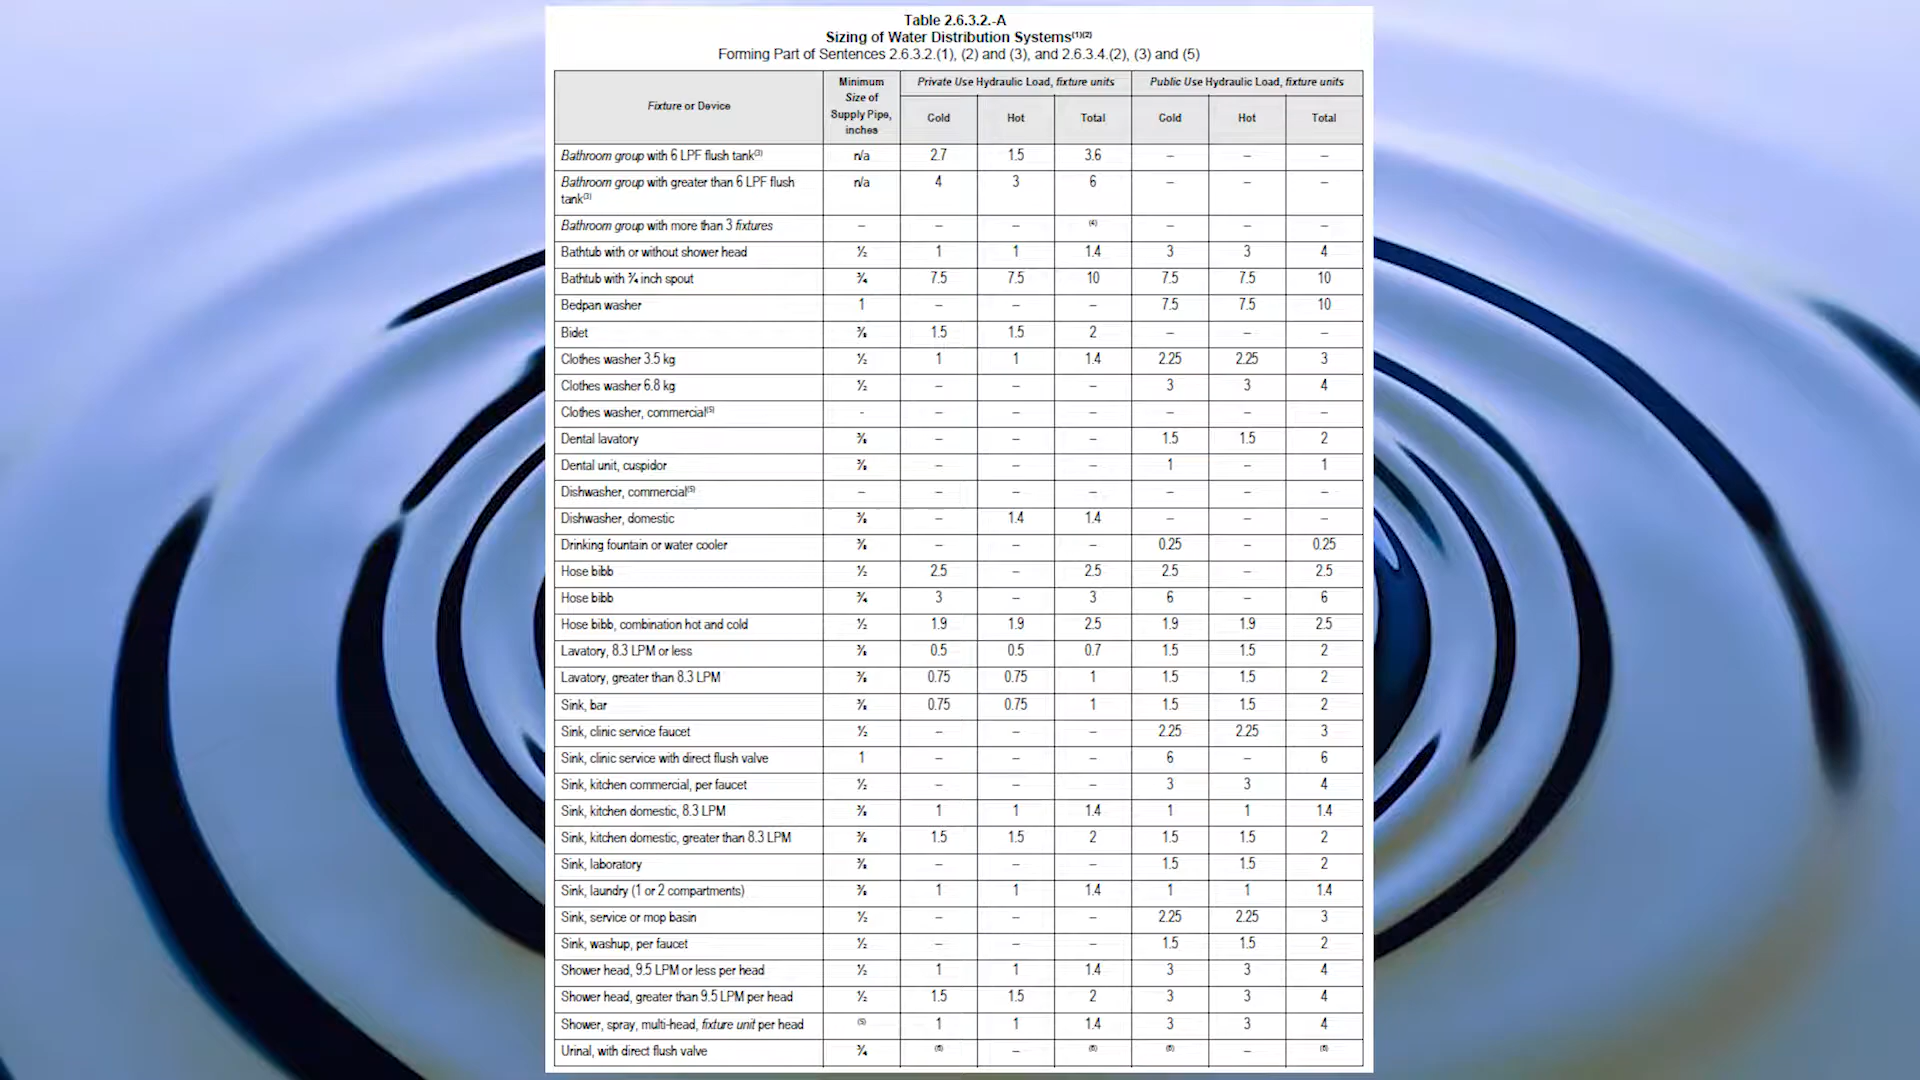 Table 2.6.3.2.-A
Sizing of Water Distribution Systems(1)(2)
Forming Part of Sentences 2.6.3.2.(1), (2) and (3), and 2.6.3.4.(2), (3) and (5)
Fixture or Device | Minimum Size of Supply Pipe, inches | Private Use Hydraulic Load, fixture units | Public Use Hydraulic Load, fixture units
Cold | Hot | Total | Cold | Hot | Total
Bathroom group with 6 LPF flush tank(3) | n/a | 2.7 | 1.5 | 3.6 | – | – | –
Bathroom group with greater than 6 LPF flush tank(3) | n/a | 4 | 3 | 6 | – | – | –
Bathroom group with more than 3 fixtures | – | – | – | (4) | – | – | –
Bathtub with or without shower head | ½ | 1 | 1 | 1.4 | 3 | 3 | 4
Bathtub with ¾ inch spout | ¾ | 7.5 | 7.5 | 10 | 7.5 | 7.5 | 10
Bedpan washer | 1 | – | – | – | 7.5 | 7.5 | 10
Bidet | ⅜ | 1.5 | 1.5 | 2 | – | – | –
Clothes washer 3.5 kg | ½ | 1 | 1 | 1.4 | 2.25 | 2.25 | 3
Clothes washer 6.8 kg | ½ | – | – | – | 3 | 3 | 4
Clothes washer, commercial(5) | - | – | – | – | – | – | –
Dental lavatory | ⅜ | – | – | – | 1.5 | 1.5 | 2
Dental unit, cuspidor | ⅜ | – | – | – | 1 | – | 1
Dishwasher, commercial(5) | – | – | – | – | – | – | –
Dishwasher, domestic | ⅜ | – | 1.4 | 1.4 | – | – | –
Drinking fountain or water cooler | ⅜ | – | – | – | 0.25 | – | 0.25
Hose bibb | ½ | 2.5 | – | 2.5 | 2.5 | – | 2.5
Hose bibb | ¾ | 3 | – | 3 | 6 | – | 6
Hose bibb, combination hot and cold | ½ | 1.9 | 1.9 | 2.5 | 1.9 | 1.9 | 2.5
Lavatory, 8.3 LPM or less | ⅜ | 0.5 | 0.5 | 0.7 | 1.5 | 1.5 | 2
Lavatory, greater than 8.3 LPM | ⅜ | 0.75 | 0.75 | 1 | 1.5 | 1.5 | 2
Sink, bar | ⅜ | 0.75 | 0.75 | 1 | 1.5 | 1.5 | 2
Sink, clinic service faucet | ½ | – | – | – | 2.25 | 2.25 | 3
Sink, clinic service with direct flush valve | 1 | – | – | – | 6 | – | 6
Sink, kitchen commercial, per faucet | ½ | – | – | – | 3 | 3 | 4
Sink, kitchen domestic, 8.3 LPM | ⅜ | 1 | 1 | 1.4 | 1 | 1 | 1.4
Sink, kitchen domestic, greater than 8.3 LPM | ⅜ | 1.5 | 1.5 | 2 | 1.5 | 1.5 | 2
Sink, laboratory | ⅜ | – | – | – | 1.5 | 1.5 | 2
Sink, laundry (1 or 2 compartments) | ⅜ | 1 | 1 | 1.4 | 1 | 1 | 1.4
Sink, service or mop basin | ½ | – | – | – | 2.25 | 2.25 | 3
Sink, washup, per faucet | ½ | – | – | – | 1.5 | 1.5 | 2
Shower head, 9.5 LPM or less per head | ½ | 1 | 1 | 1.4 | 3 | 3 | 4
Shower head, greater than 9.5 LPM per head | ½ | 1.5 | 1.5 | 2 | 3 | 3 | 4
Shower, spray, multi-head, fixture unit per head | (5) | 1 | 1 | 1.4 | 3 | 3 | 4
Urinal, with direct flush valve | ¾ | (6) | – | (6) | (6) | – | (6)